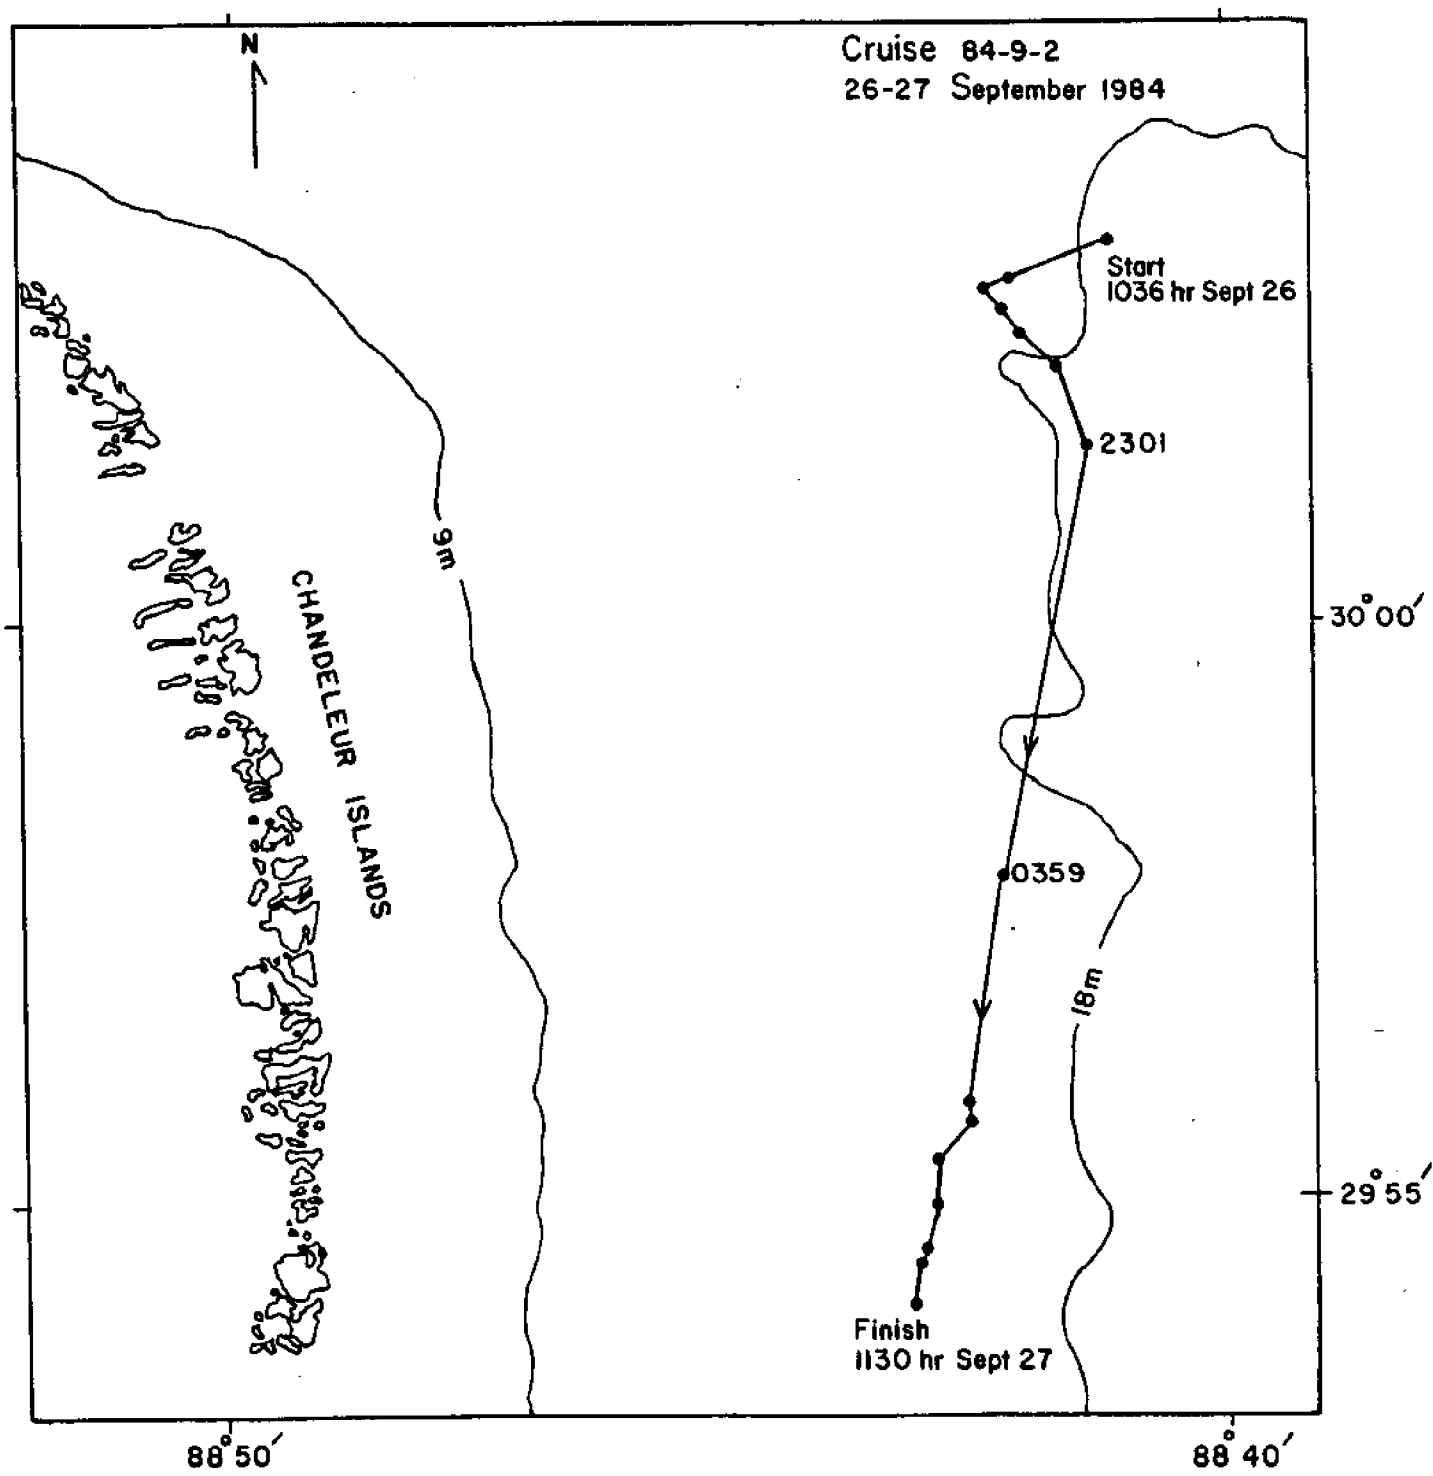 N
Cruise 84-9-2
26-27 September 1984
Start
1036 hr Sept 26
2301
9m
CHANDELEUR ISLANDS
30°00′
0359
18m
29°55′
Finish
1130 hr Sept 27
88°50′
88°40′